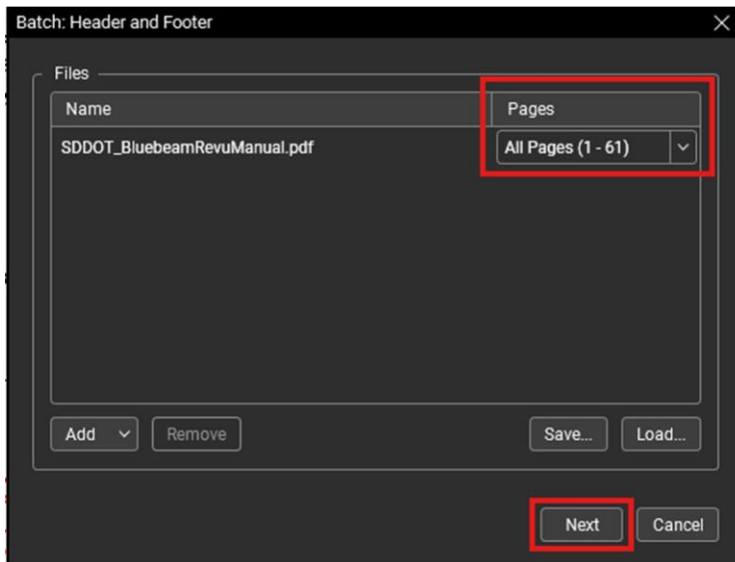 Batch: Header and Footer
Files
Name Pages
SDDOT_BluebeamRevuManual.pdf All Pages (1 - 61)
Add Remove Save... Load...
Next Cancel